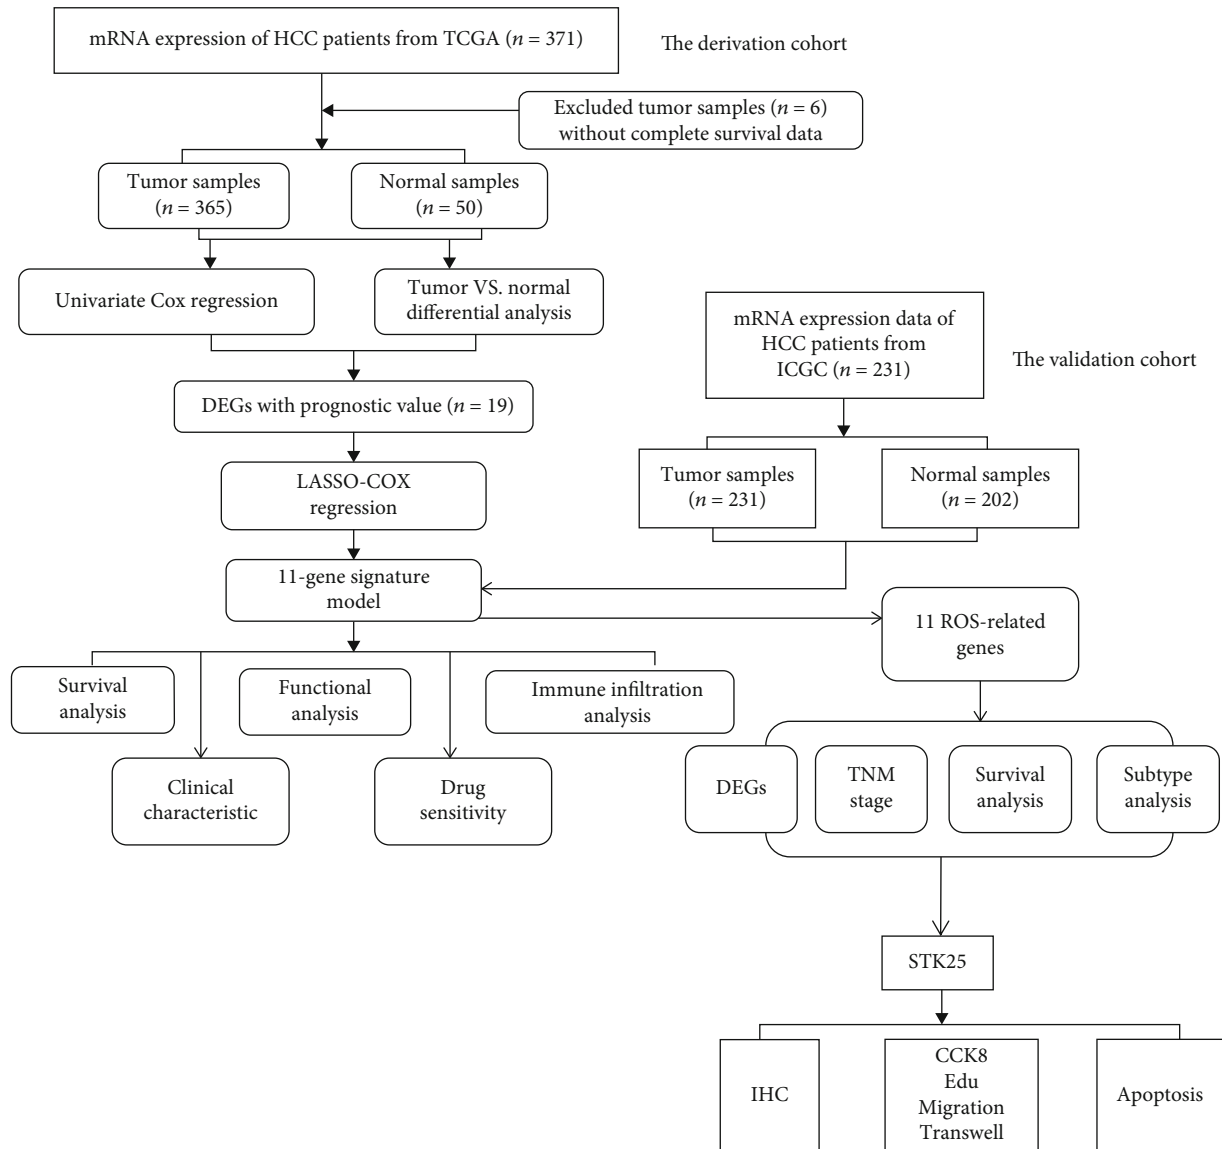 mRNA expression of HCC patients from TCGA (n = 371)
The derivation cohort
Excluded tumor samples (n = 6)
without complete survival data
Tumor samples
(n = 365)
Normal samples
(n = 50)
Univariate Cox regression
Tumor VS. normal
differential analysis
DEGs with prognostic value (n = 19)
LASSO-COX
regression
mRNA expression data of
HCC patients from
ICGC (n = 231)
The validation cohort
Tumor samples
(n = 231)
Normal samples
(n = 202)
11-gene signature
model
11 ROS-related
genes
Survival
analysis
Functional
analysis
Immune infiltration
analysis
Clinical
characteristic
Drug
sensitivity
DEGs
TNM
stage
Survival
analysis
Subtype
analysis
STK25
IHC
CCK8
Edu
Migration
Transwell
Apoptosis